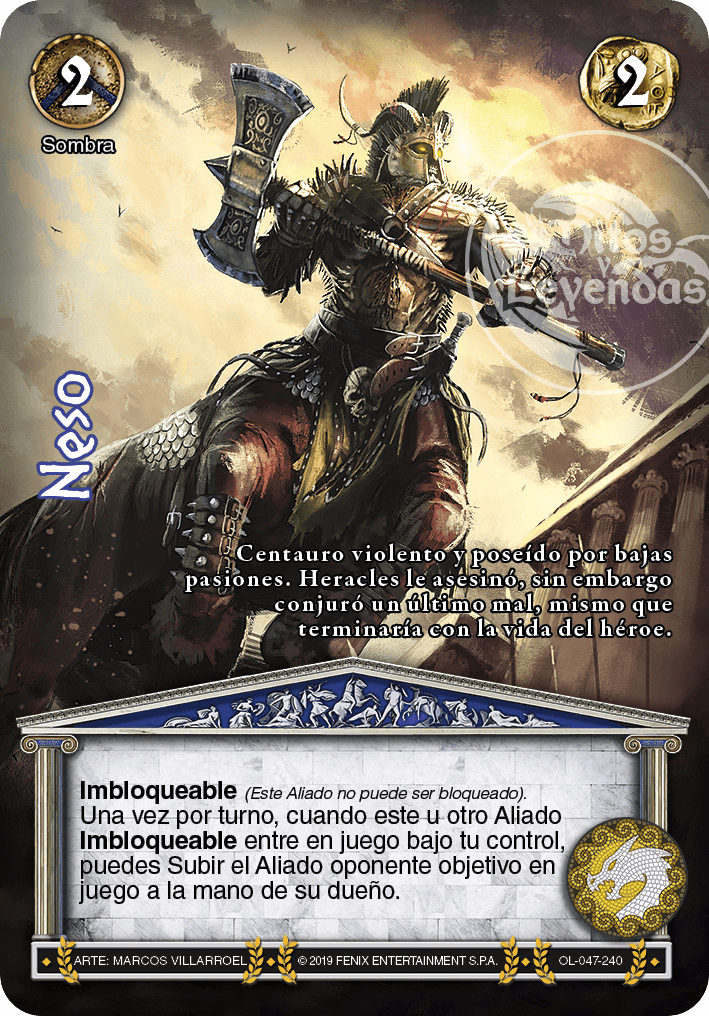 2
2
Sombra
Mitos
y
Leyendas
Neso
Centauro violento y poseído por bajas
pasiones. Heracles le asesinó, sin embargo
conjuró un último mal, mismo que
terminaría con la vida del héroe.
Imbloqueable (Este Aliado no puede ser bloqueado).
Una vez por turno, cuando este u otro Aliado
Imbloqueable entre en juego bajo tu control,
puedes Subir el Aliado oponente objetivo en
juego a la mano de su dueño.
ARTE: MARCOS VILLARROEL
© 2019 FENIX ENTERTAINMENT S.P.A.
OL-047-240